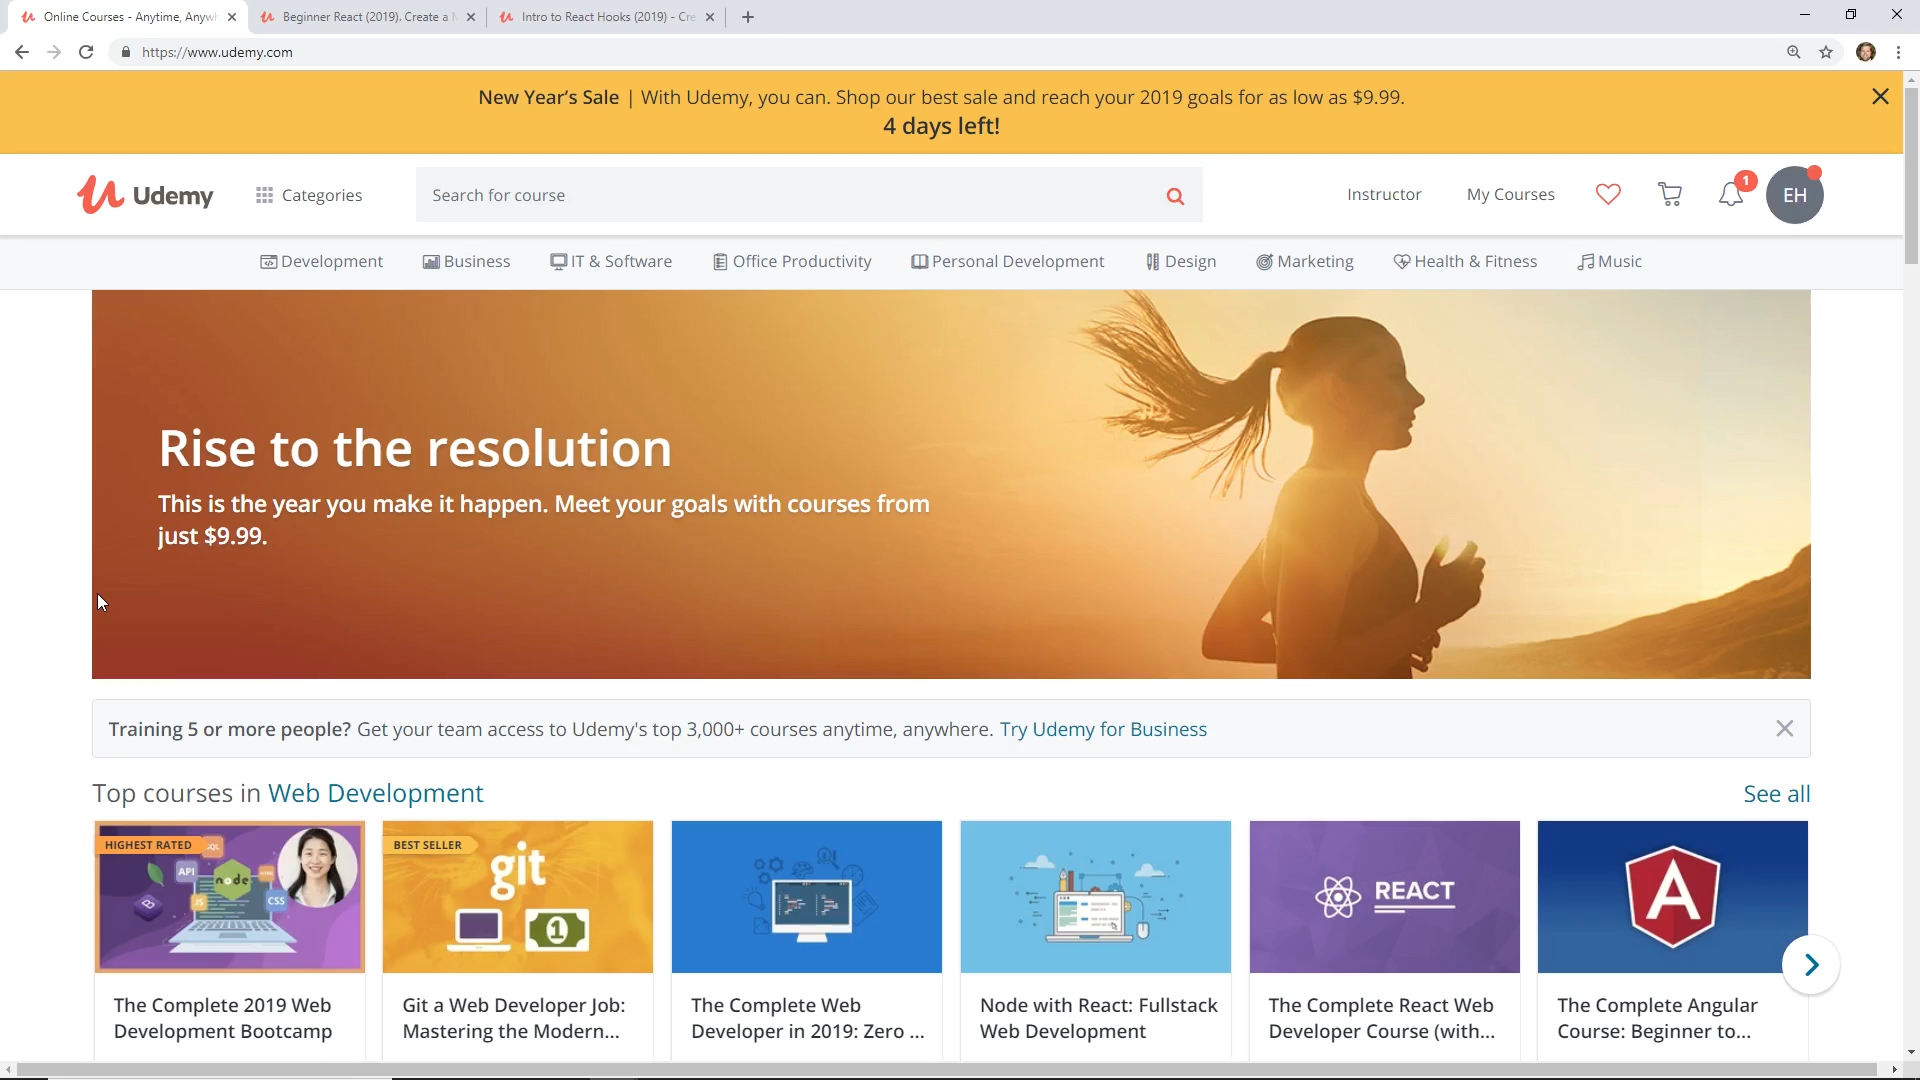 Online Courses - Anytime, Anywh
Beginner React (2019). Create a
Intro to React Hooks (2019) - Cre
https://www.udemy.com
New Year's Sale | With Udemy, you can. Shop our best sale and reach your 2019 goals for as low as $9.99.
4 days left!
Udemy
Categories
Search for course
Instructor
My Courses
1
EH
Development
Business
IT & Software
Office Productivity
Personal Development
Design
Marketing
Health & Fitness
Music
Rise to the resolution
This is the year you make it happen. Meet your goals with courses from
just $9.99.
Training 5 or more people? Get your team access to Udemy's top 3,000+ courses anytime, anywhere. Try Udemy for Business
Top courses in Web Development
See all
HIGHEST RATED
API
node
JS
CSS
BEST SELLER
git
1
REACT
A
The Complete 2019 Web
Development Bootcamp
Git a Web Developer Job:
Mastering the Modern...
The Complete Web
Developer in 2019: Zero ...
Node with React: Fullstack
Web Development
The Complete React Web
Developer Course (with...
The Complete Angular
Course: Beginner to...